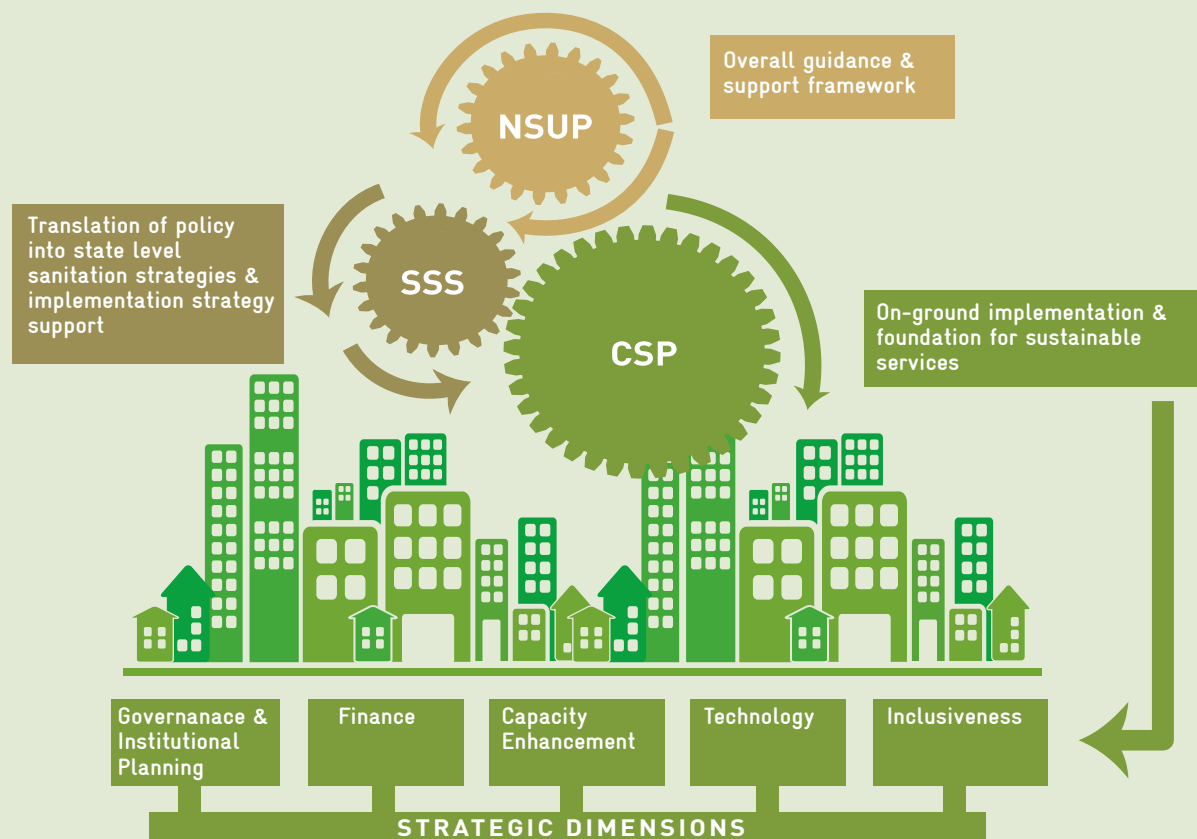 NSUP
Overall guidance &
support framework
Translation of policy
into state level
sanitation strategies &
implementation strategy
support
SSS
CSP
On-ground implementation &
foundation for sustainable
services
Governanace &
Institutional
Planning
Finance
Capacity
Enhancement
Technology
Inclusiveness
STRATEGIC DIMENSIONS